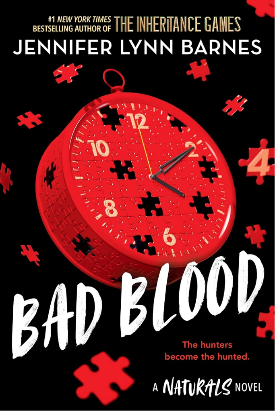 #1 NEW YORK TIMES
BESTSELLING AUTHOR OF THE INHERITANCE GAMES
JENNIFER LYNN BARNES
12
10
2
4
8
6
BAD BLOOD
The hunters
become the hunted.
A NATURALS NOVEL